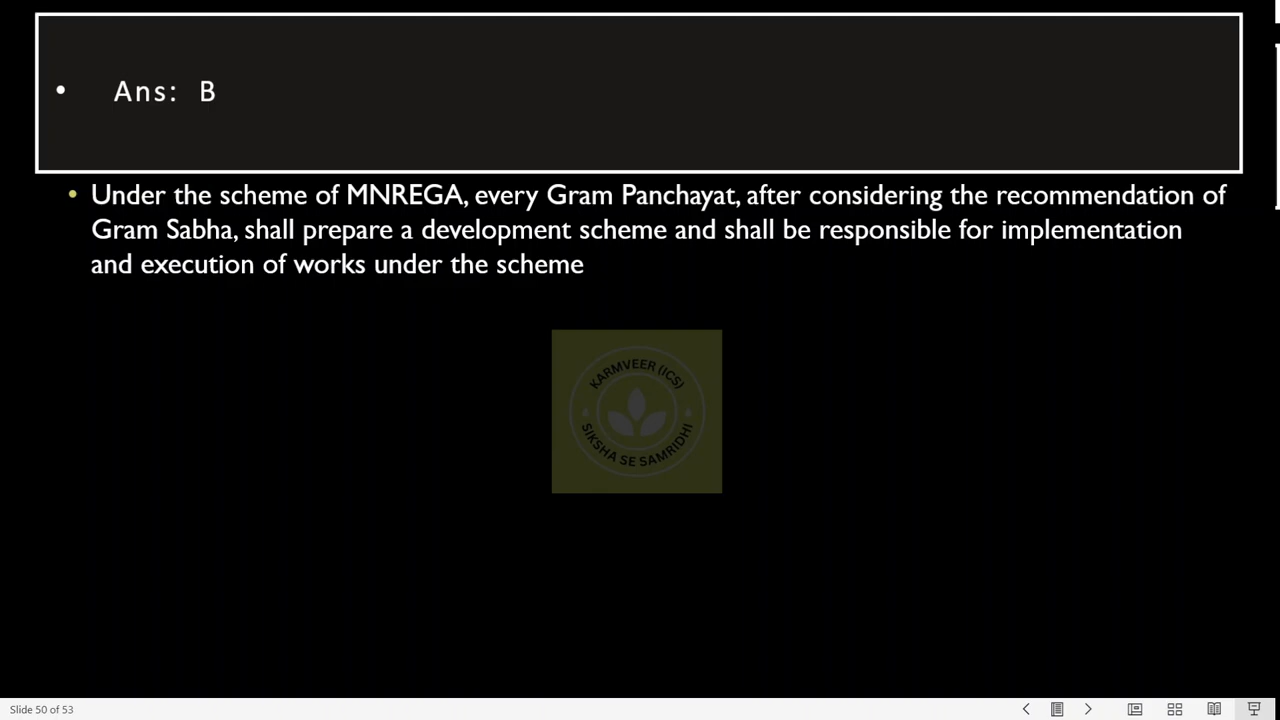 • Ans: B
• Under the scheme of MNREGA, every Gram Panchayat, after considering the recommendation of
Gram Sabha, shall prepare a development scheme and shall be responsible for implementation
and execution of works under the scheme
KARMVEER (ICS)
SIKSHA SE SAMRIDHI
Slide 50 of 53